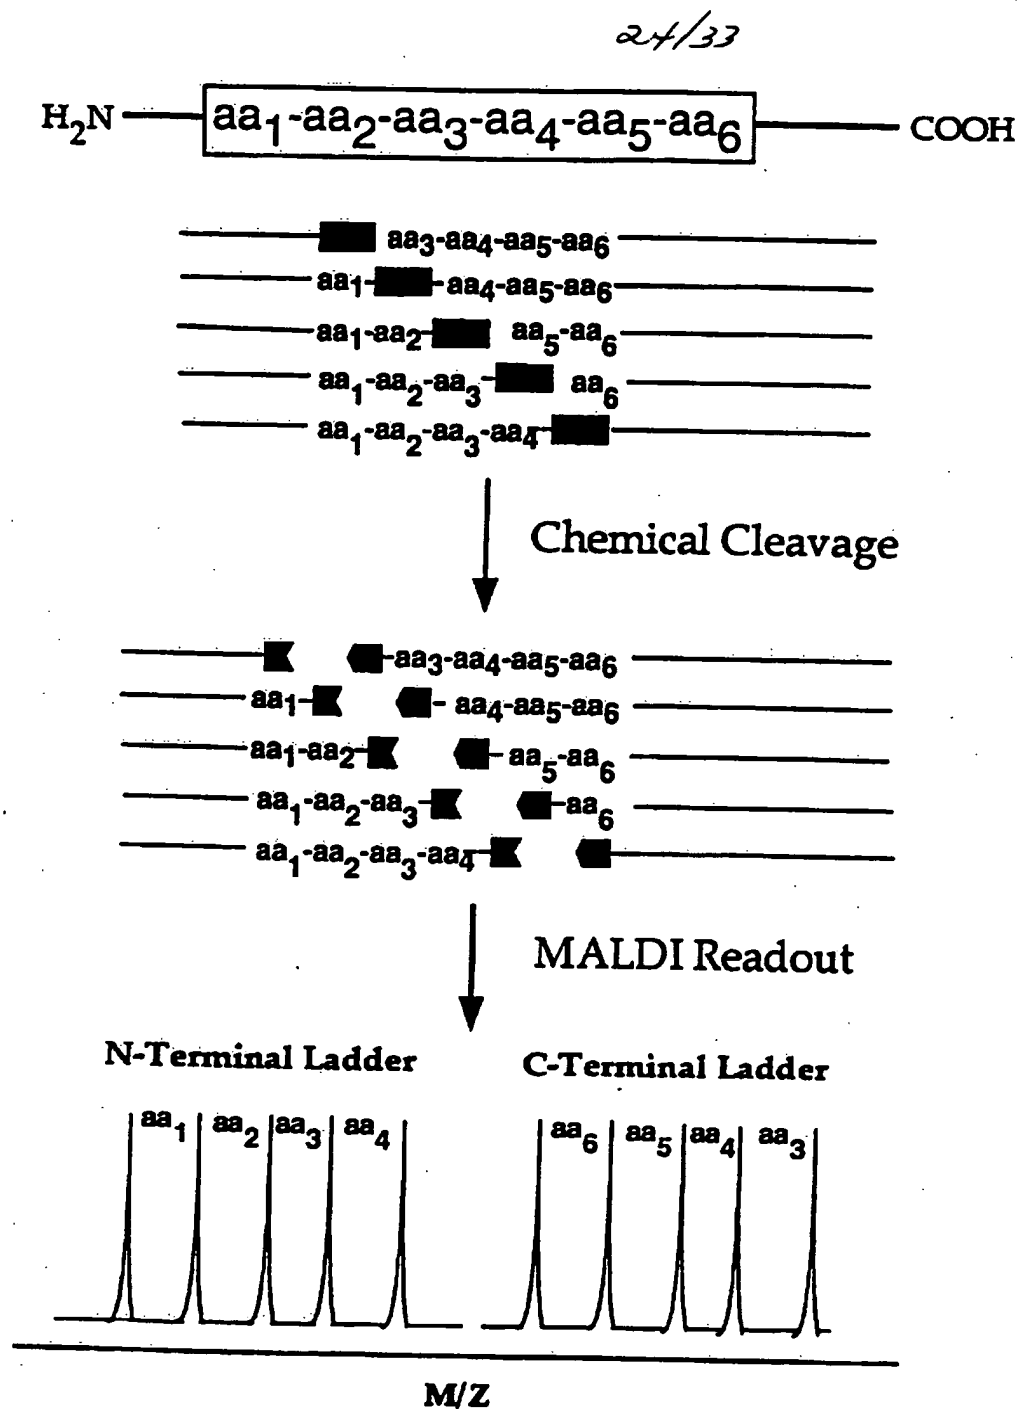 24/33
H₂N aa₁-aa₂-aa₃-aa₄-aa₅-aa₆ COOH
aa₃-aa₄-aa₅-aa₆
aa₁- -aa₄-aa₅-aa₆
aa₁-aa₂- aa₅-aa₆
aa₁-aa₂-aa₃- aa₆
aa₁-aa₂-aa₃-aa₄-
Chemical Cleavage
-aa₃-aa₄-aa₅-aa₆
aa₁- - aa₄-aa₅-aa₆
aa₁-aa₂- -aa₅-aa₆
aa₁-aa₂-aa₃- -aa₆
aa₁-aa₂-aa₃-aa₄-
MALDI Readout
N-Terminal Ladder C-Terminal Ladder
aa₁ aa₂ aa₃ aa₄ aa₆ aa₅ aa₄ aa₃
M/Z